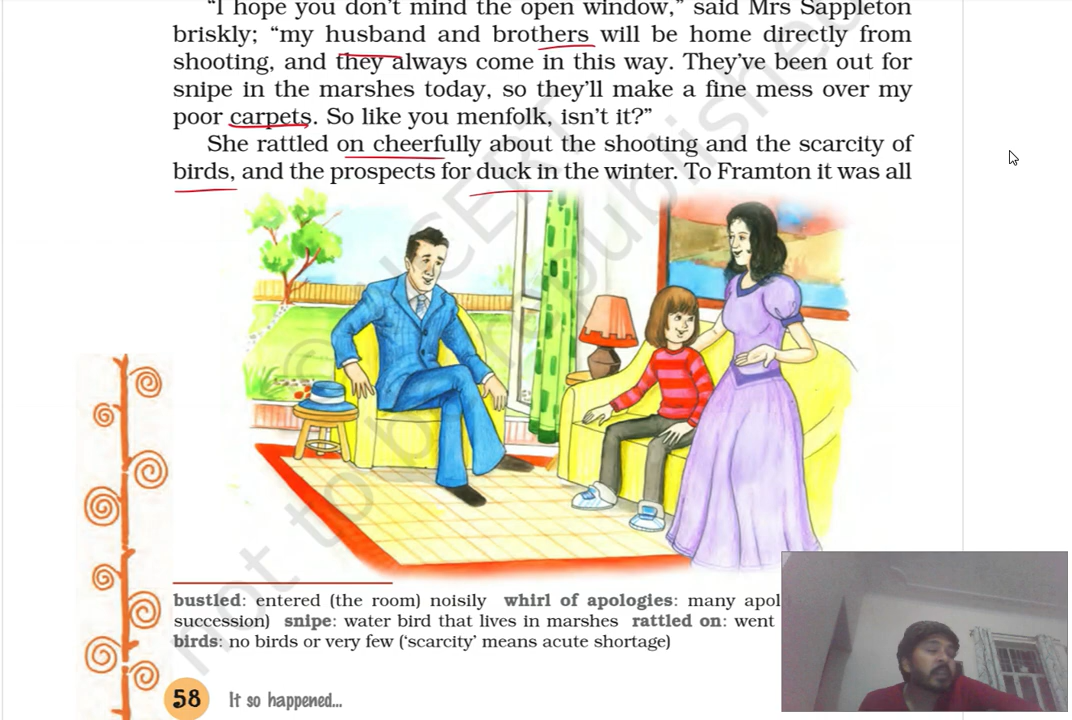 “I hope you don’t mind the open window,” said Mrs Sappleton
briskly; “my husband and brothers will be home directly from
shooting, and they always come in this way. They’ve been out for
snipe in the marshes today, so they’ll make a fine mess over my
poor carpets. So like you menfolk, isn’t it?”
She rattled on cheerfully about the shooting and the scarcity of
birds, and the prospects for duck in the winter. To Framton it was all
© NCERT
not to be republished
bustled: entered (the room) noisily whirl of apologies: many apol
succession) snipe: water bird that lives in marshes rattled on: went
birds: no birds or very few (‘scarcity’ means acute shortage)
58 It so happened...